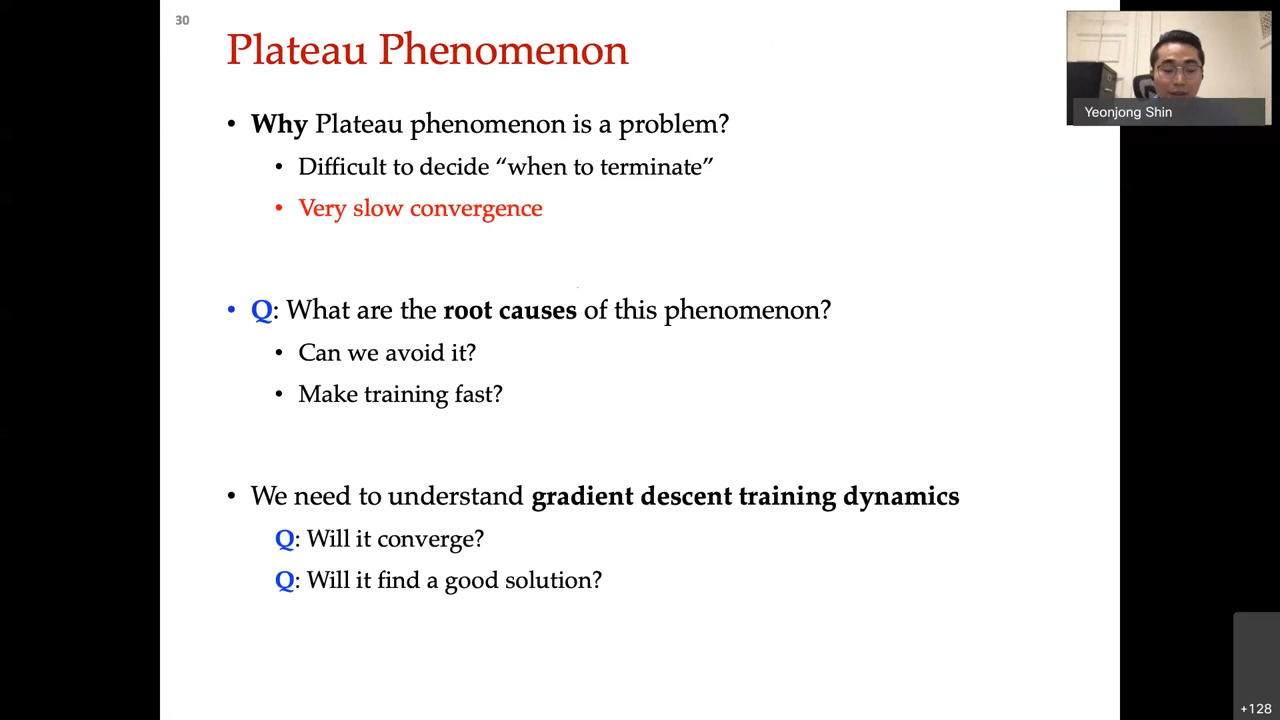 30
Plateau Phenomenon
Yeonjong Shin
• Why Plateau phenomenon is a problem?
• Difficult to decide “when to terminate”
• Very slow convergence
• Q: What are the root causes of this phenomenon?
• Can we avoid it?
• Make training fast?
• We need to understand gradient descent training dynamics
Q: Will it converge?
Q: Will it find a good solution?
+128